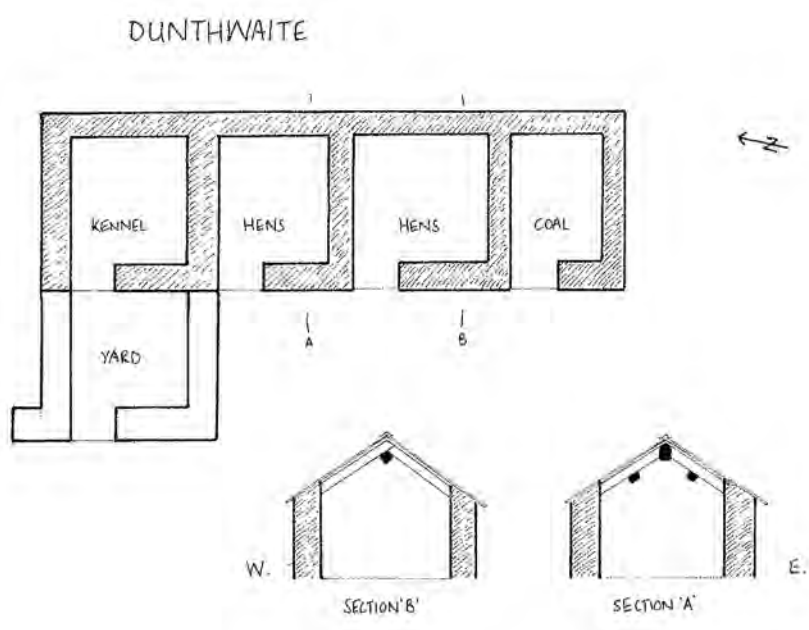 DUNTHWAITE
N
KENNEL
HENS
HENS
COAL
YARD
A
B
W.
E.
SECTION 'B'
SECTION 'A'